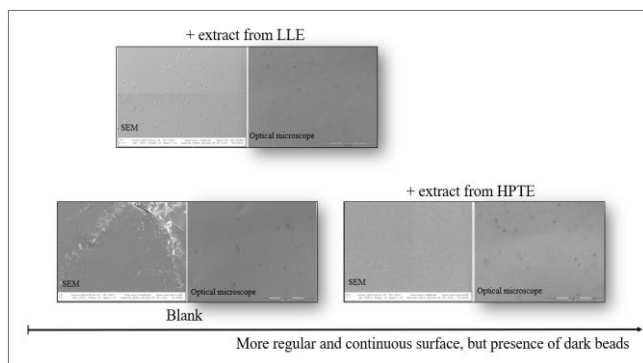 + extract from LLE
SEM
Optical microscope
+ extract from HPTE
SEM
Optical microscope
SEM
Optical microscope
Blank
More regular and continuous surface, but presence of dark beads